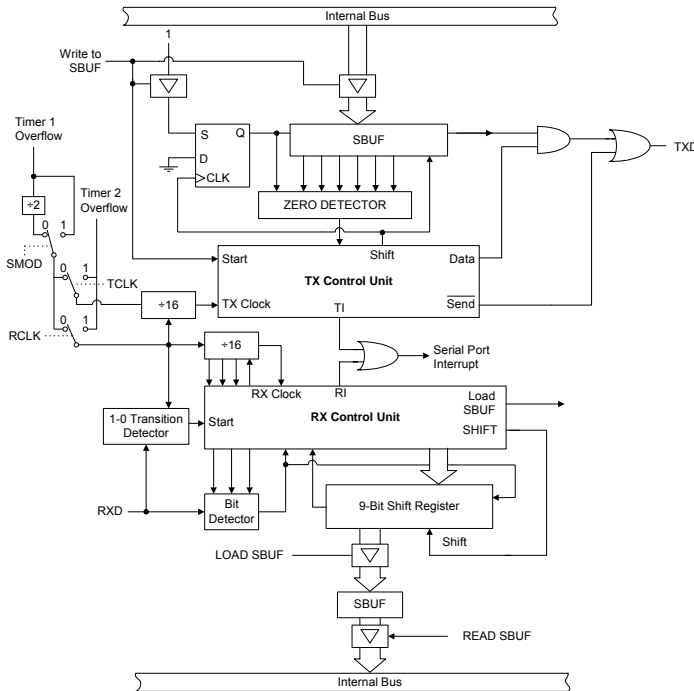 Internal Bus
1
Write to
SBUF
S
Q
D
CLK
SBUF
TXD
Timer 1
Overflow
Timer 2
Overflow
÷2
0
1
SMOD
ZERO DETECTOR
Shift
0
1
TCLK
Start
Data
TX Control Unit
÷16
TX Clock
TI
Send
0
1
RCLK
÷16
Serial Port
Interrupt
RX Clock
RI
Load
SBUF
1-0 Transition
Detector
Start
RX Control Unit
SHIFT
RXD
Bit
Detector
9-Bit Shift Register
Shift
LOAD SBUF
SBUF
READ SBUF
Internal Bus